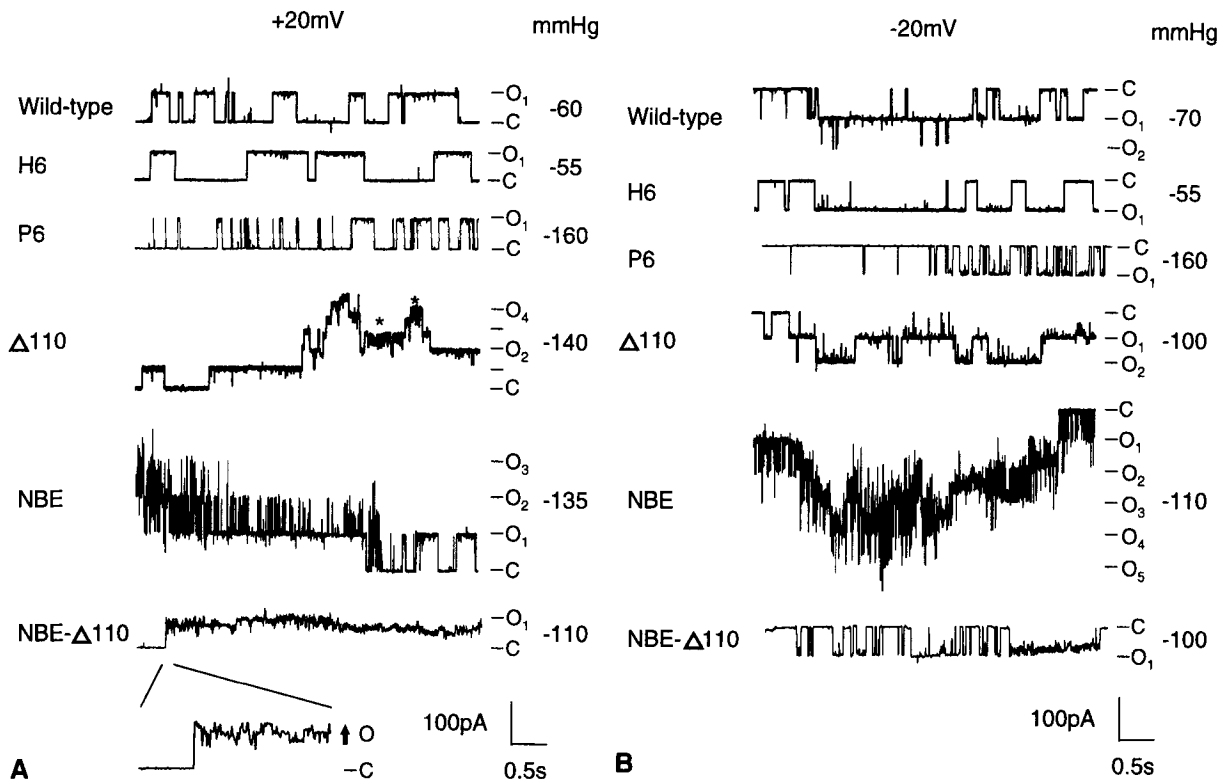 +20mV mmHg
Wild-type –O₁ -60
–C
H6 –O₁ -55
–C
P6 –O₁ -160
–C
* *
–O₄
Δ110 –O₂ -140
–C
–O₃
NBE –O₂ -135
–O₁
–C
NBE-Δ110 –O₁ -110
–C
O
–C
100pA
0.5s
A
-20mV mmHg
–C
Wild-type –O₁ -70
–O₂
H6 –C -55
–O₁
P6 –C -160
–O₁
–C
Δ110 –O₁ -100
–O₂
–C
–O₁
–O₂
NBE –O₃ -110
–O₄
–O₅
NBE-Δ110 –C -100
–O₁
100pA
0.5s
B